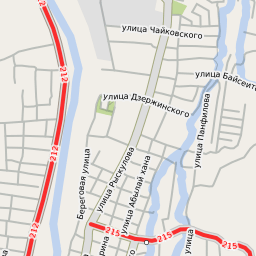 212
улица Чайковского
212
улица Байсеит
улица Дзержинского
улица Панфилова
Береговая улица
улица Рыскулова
улица Абылай хана
212
215
215
215